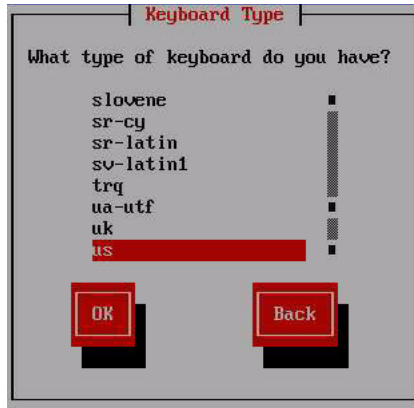 Keyboard Type
What type of keyboard do you have?
slovene
sr-cy
sr-latin
sv-latin1
trq
ua-utf
uk
us
OK
Back